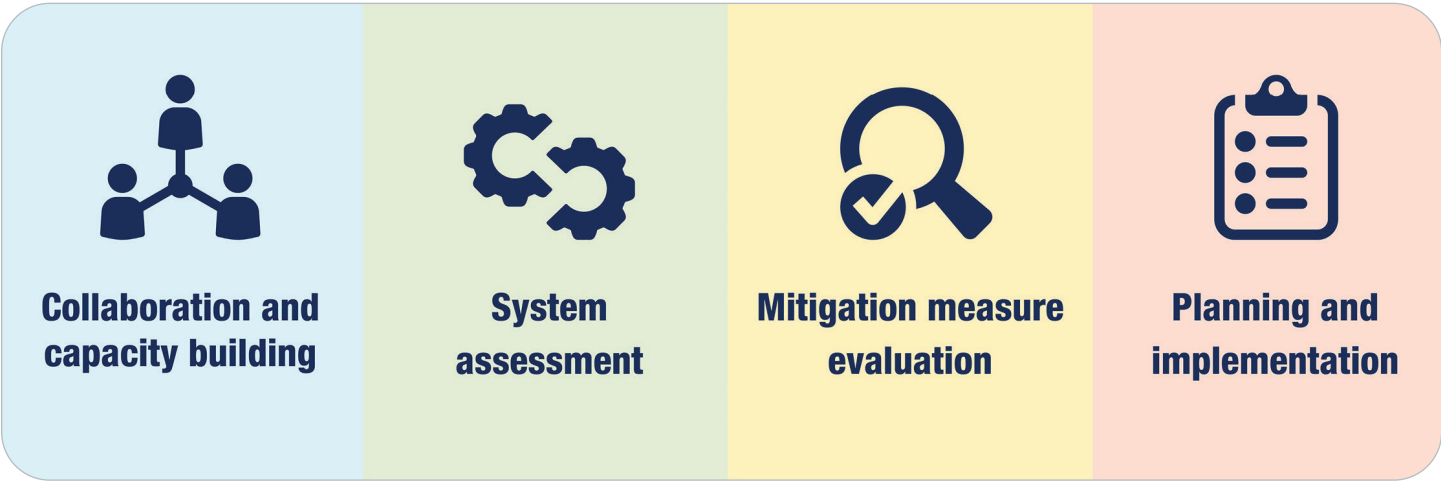 Collaboration and
capacity building
System
assessment
Mitigation measure
evaluation
Planning and
implementation